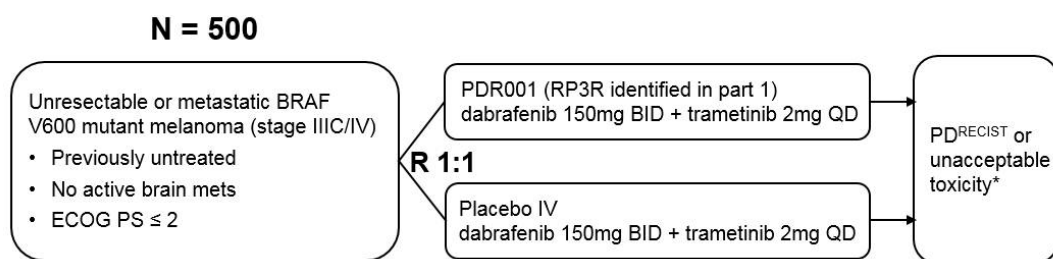 N = 500
Unresectable or metastatic BRAF
V600 mutant melanoma (stage IIIC/IV)
• Previously untreated
• No active brain mets
• ECOG PS ≤ 2
R 1:1
PDR001 (RP3R identified in part 1)
dabrafenib 150mg BID + trametinib 2mg QD
Placebo IV
dabrafenib 150mg BID + trametinib 2mg QD
PD^RECIST or
unacceptable
toxicity*